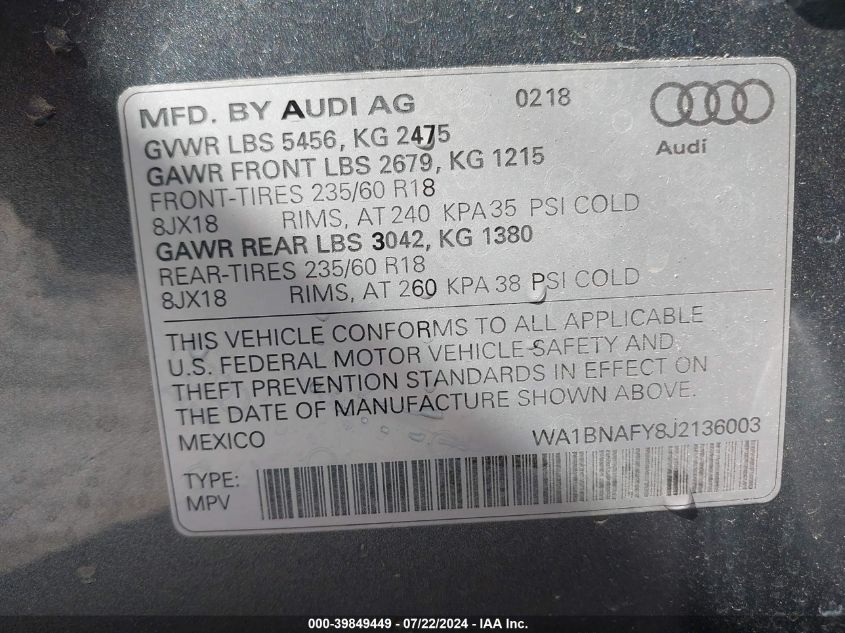 MFD. BY AUDI AG 0218
Audi
GVWR LBS 5456, KG 2475
GAWR FRONT LBS 2679, KG 1215
FRONT-TIRES 235/60 R18
8JX18 RIMS, AT 240 KPA 35 PSI COLD
GAWR REAR LBS 3042, KG 1380
REAR-TIRES 235/60 R18
8JX18 RIMS, AT 260 KPA 38 PSI COLD
THIS VEHICLE CONFORMS TO ALL APPLICABLE
U.S. FEDERAL MOTOR VEHICLE SAFETY AND
THEFT PREVENTION STANDARDS IN EFFECT ON
THE DATE OF MANUFACTURE SHOWN ABOVE.
MEXICO WA1BNAFY8J2136003
TYPE:
MPV
000-39849449 - 07/22/2024 - IAA Inc.